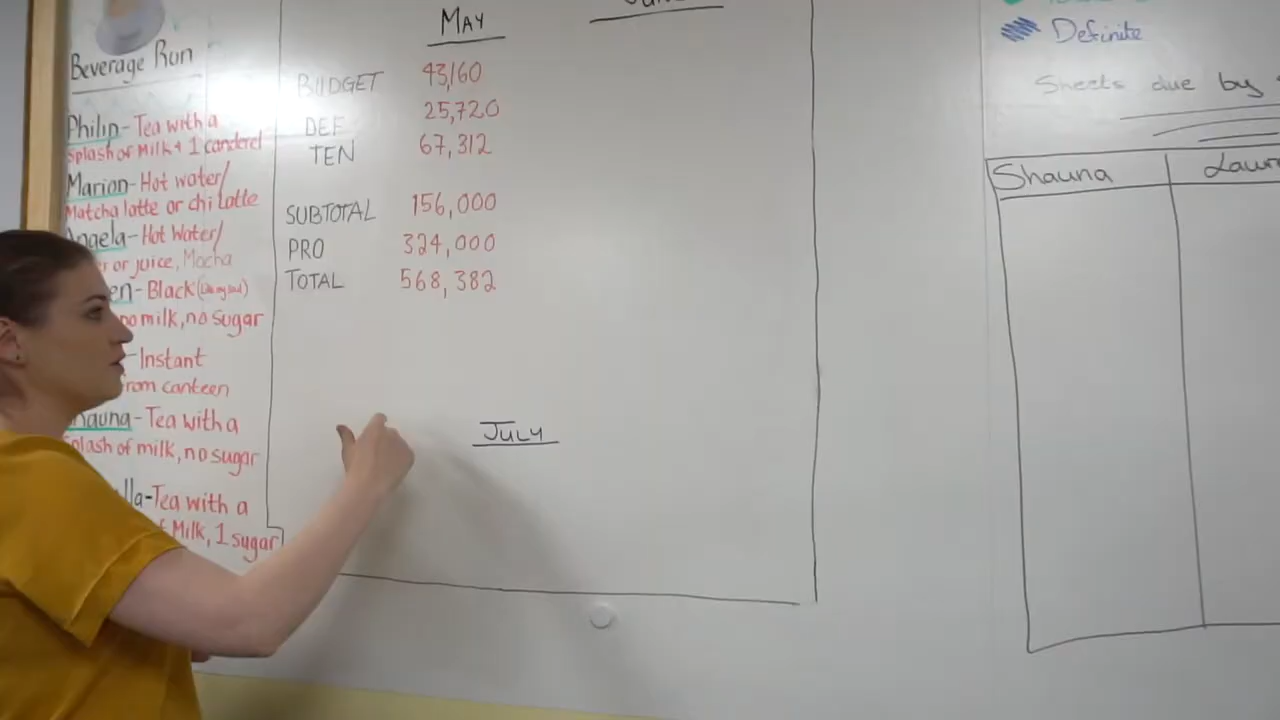 Beverage Run
Philip- Tea with a
splash of Milk + 1 canderel
Marion- Hot water/
Matcha latte or chi latte
Angela- Hot Water/
or juice, Mocha
en- Black
no milk, no sugar
- Instant
from canteen
Shauna- Tea with a
splash of milk, no sugar
lla-Tea with a
of Milk, 1 sugar
MAY
BUDGET 43,160
DEF 25,720
TEN 67,312
SUBTOTAL 156,000
PRO 324,000
TOTAL 568,382
JULY
Definite
Sheets due by
Shauna